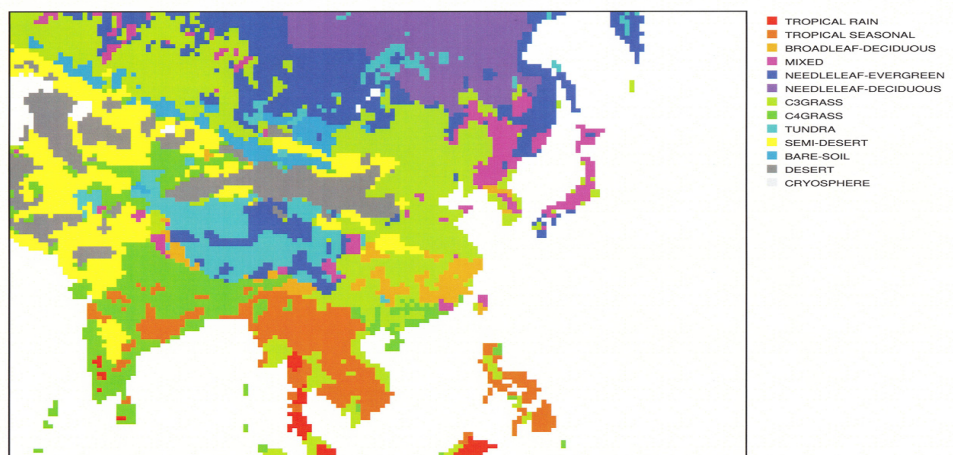 TROPICAL RAIN
TROPICAL SEASONAL
BROADLEAF-DECIDUOUS
MIXED
NEEDLELEAF-EVERGREEN
NEEDLELEAF-DECIDUOUS
C3GRASS
C4GRASS
TUNDRA
SEMI-DESERT
BARE-SOIL
DESERT
CRYOSPHERE